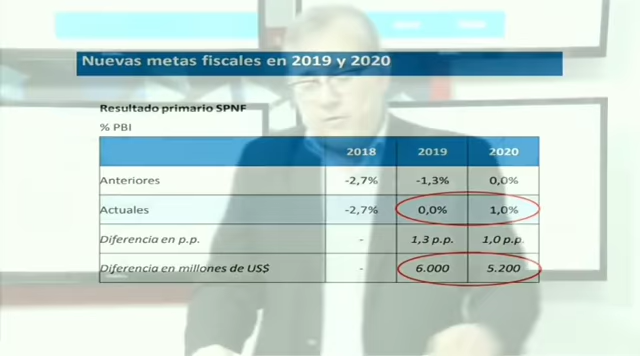 Nuevas metas fiscales en 2019 y 2020
Resultado primario SPNF
% PBI
2018 2019 2020
Anteriores -2,7% -1,3% 0,0%
Actuales -2,7% 0,0% 1,0%
Diferencia en p.p. - 1,3 p.p. 1,0 p.p.
Diferencia en millones de US$ - 6.000 5.200